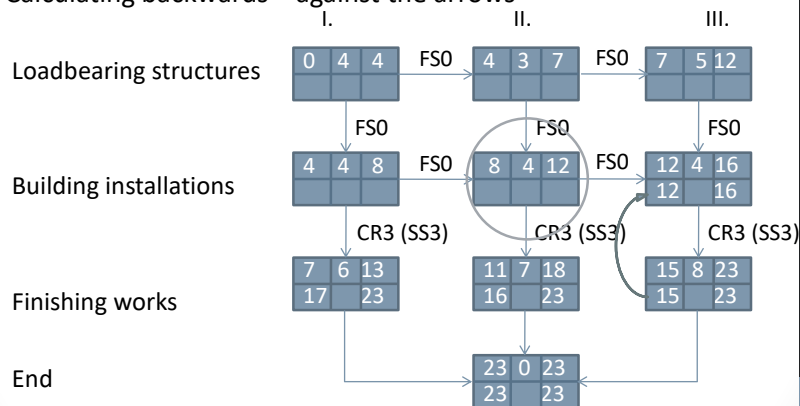 Calculating backwards – against the arrows
I. II. III.
Loadbearing structures
0 4 4 FS0 4 3 7 FS0 7 5 12
FS0 FS0 FS0
Building installations
4 4 8 FS0 8 4 12 FS0 12 4 16
12 16
CR3 (SS3) CR3 (SS3) CR3 (SS3)
Finishing works
7 6 13 11 7 18 15 8 23
17 23 16 23 15 23
End
23 0 23
23 23